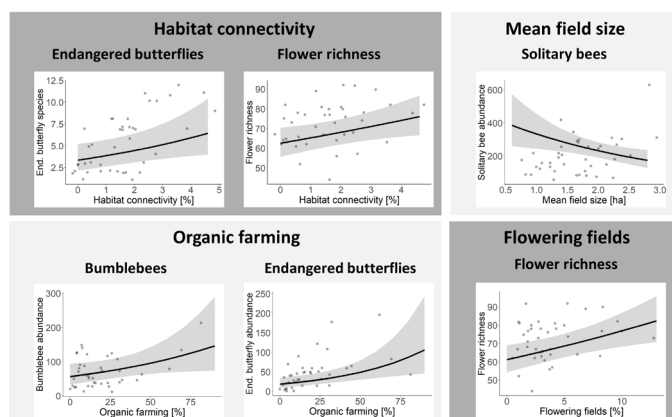 Habitat connectivity
Endangered butterflies
Flower richness
End. butterfly species
12.5
10.0
7.5
5.0
2.5
0 1 2 3 4 5
Habitat connectivity [%]
Flower richness
90
80
70
60
50
0 1 2 3 4
Habitat connectivity [%]
Mean field size
Solitary bees
Solitary bee abundance
600
400
200
0.5 1.0 1.5 2.0 2.5 3.0
Mean field size [ha]
Organic farming
Bumblebees
Endangered butterflies
Bumblebee abundance
300
200
100
0
0 25 50 75
Organic farming [%]
End. butterfly abundance
250
200
150
100
50
0
0 25 50 75
Organic farming [%]
Flowering fields
Flower richness
Flower richness
90
80
70
60
50
0 5 10
Flowering fields [%]